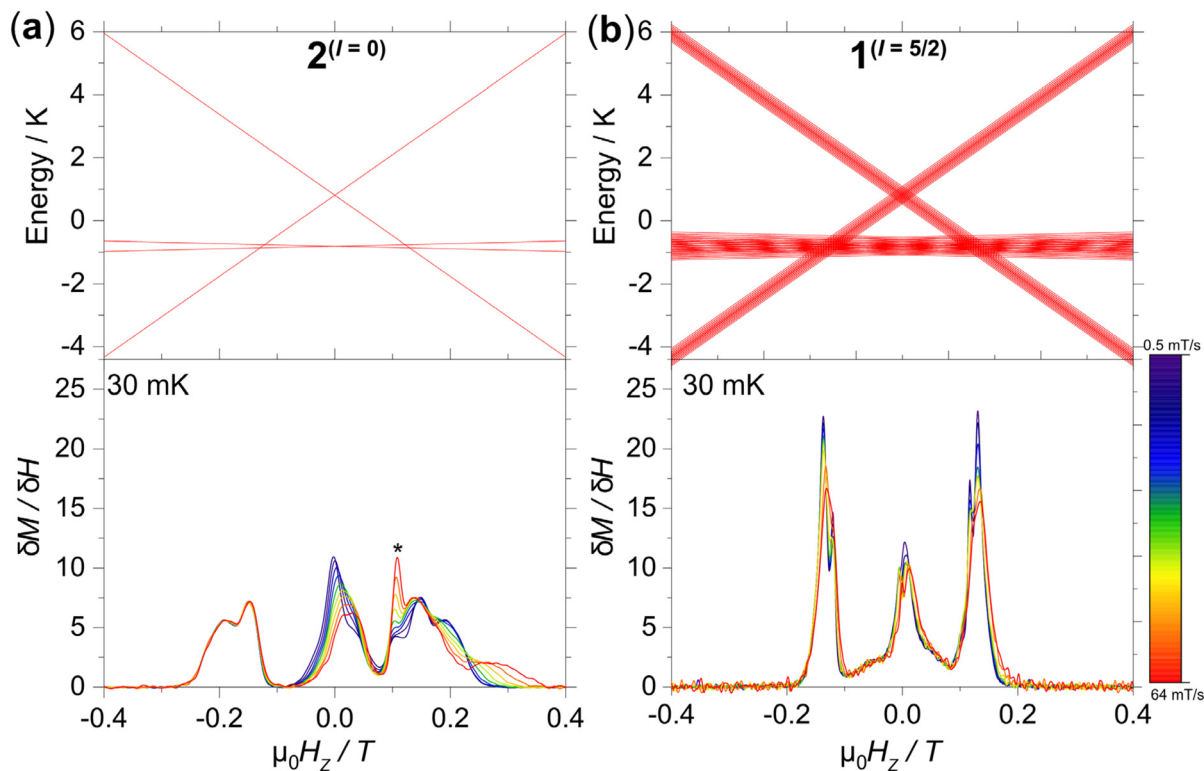 (a)
2(I = 0)
Energy / K
6
4
2
0
-2
-4
30 mK
δM / δH
25
20
15
10
5
0
*
-0.4
-0.2
0.0
0.2
0.4
μ₀H_z / T
(b)
1(I = 5/2)
Energy / K
6
4
2
0
-2
-4
30 mK
δM / δH
25
20
15
10
5
0
-0.4
-0.2
0.0
0.2
0.4
μ₀H_z / T
0.5 mT/s
64 mT/s